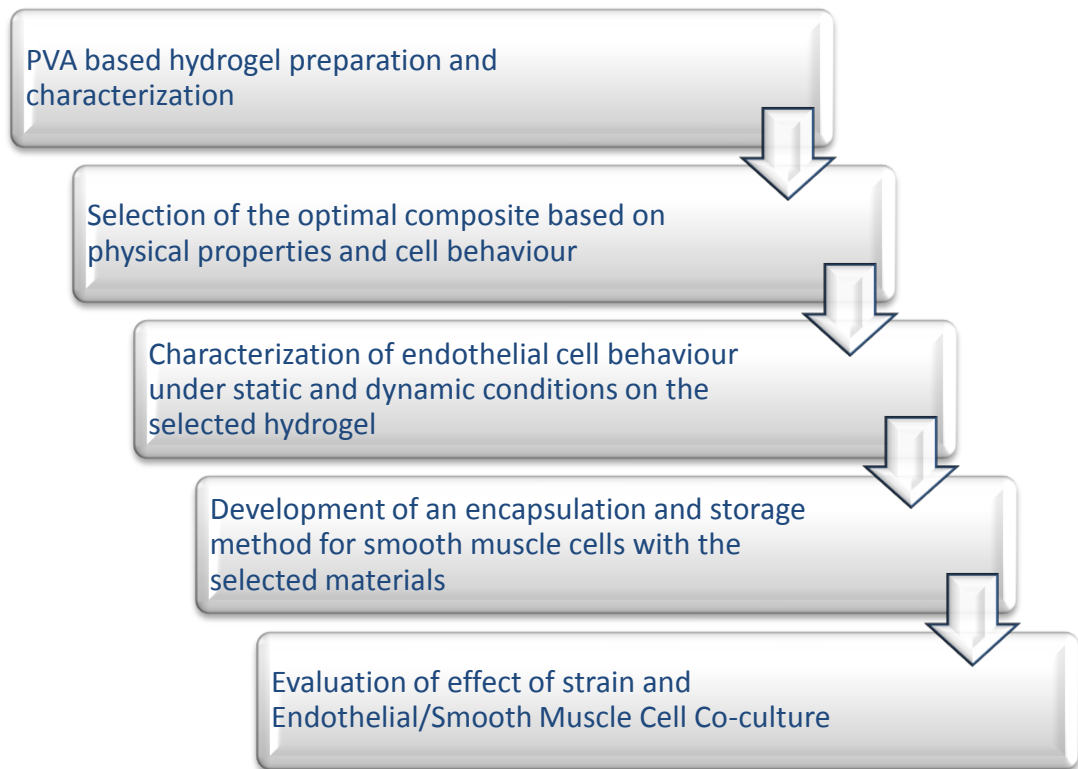 PVA based hydrogel preparation and
characterization
Selection of the optimal composite based on
physical properties and cell behaviour
Characterization of endothelial cell behaviour
under static and dynamic conditions on the
selected hydrogel
Development of an encapsulation and storage
method for smooth muscle cells with the
selected materials
Evaluation of effect of strain and
Endothelial/Smooth Muscle Cell Co-culture